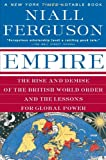 A NEW YORK TIMES NOTABLE BOOK
NIALL
FERGUSON
EMPIRE
THE RISE AND DEMISE OF
THE BRITISH WORLD ORDER
AND THE LESSONS
FOR GLOBAL POWER